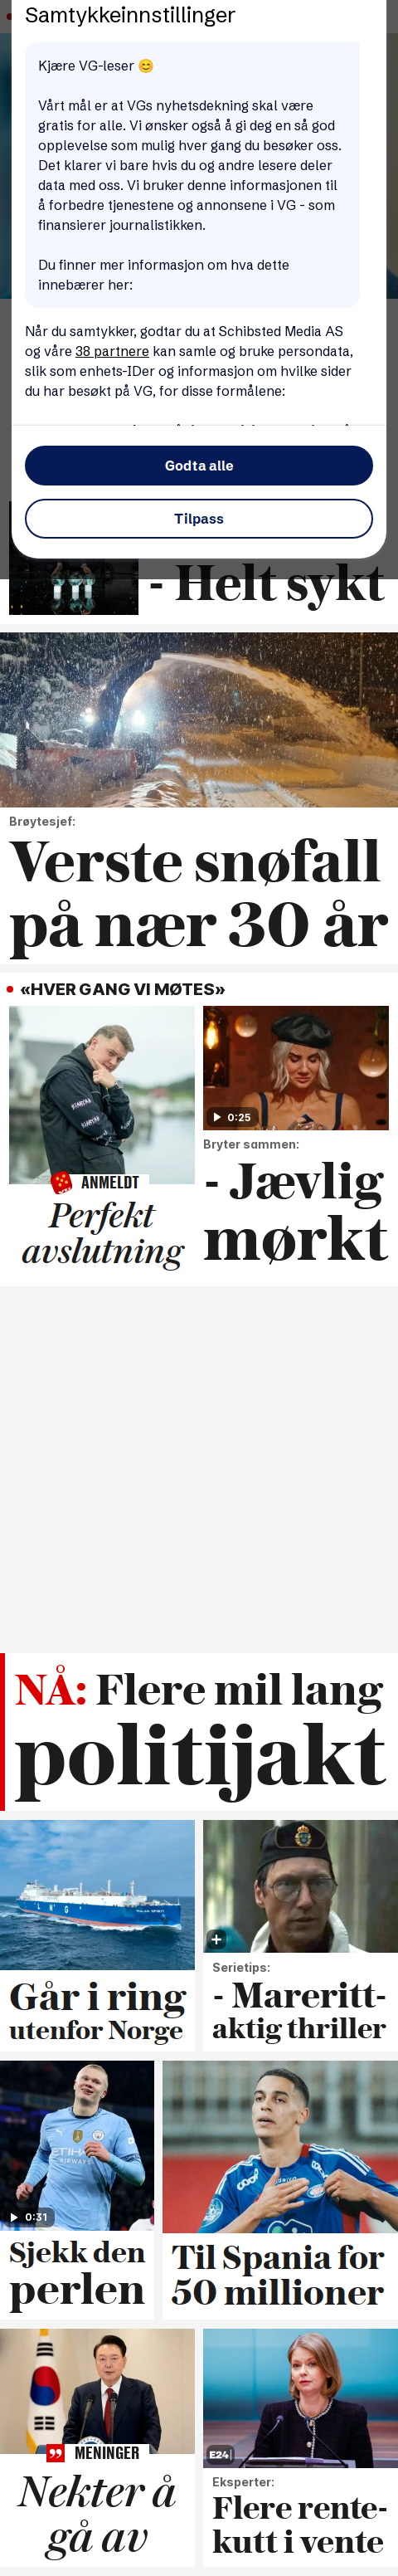 Samtykkeinnstillinger
Kjære VG-leser 😊
Vårt mål er at VGs nyhetsdekning skal være
gratis for alle. Vi ønsker også å gi deg en så god
opplevelse som mulig hver gang du besøker oss.
Det klarer vi bare hvis du og andre lesere deler
data med oss. Vi bruker denne informasjonen til
å forbedre tjenestene og annonsene i VG - som
finansierer journalistikken.
Du finner mer informasjon om hva dette
innebærer her:
Når du samtykker, godtar du at Schibsted Media AS
og våre 38 partnere kan samle og bruke persondata,
slik som enhets-IDer og informasjon om hvilke sider
du har besøkt på VG, for disse formålene:
Godta alle
Tilpass
- Helt sykt
Brøytesjef:
Verste snøfall
på nær 30 år
«HVER GANG VI MØTES»
ANMELDT
Perfekt
avslutning
0:25
Bryter sammen:
- Jævlig
mørkt
NÅ: Flere mil lang
politijakt
LNG
Går i ring
utenfor Norge
Serietips:
- Mareritt-
aktig thriller
0:31
Sjekk den
perlen
Til Spania for
50 millioner
MENINGER
Nekter å
gå av
E24
Eksperter:
Flere rente-
kutt i vente